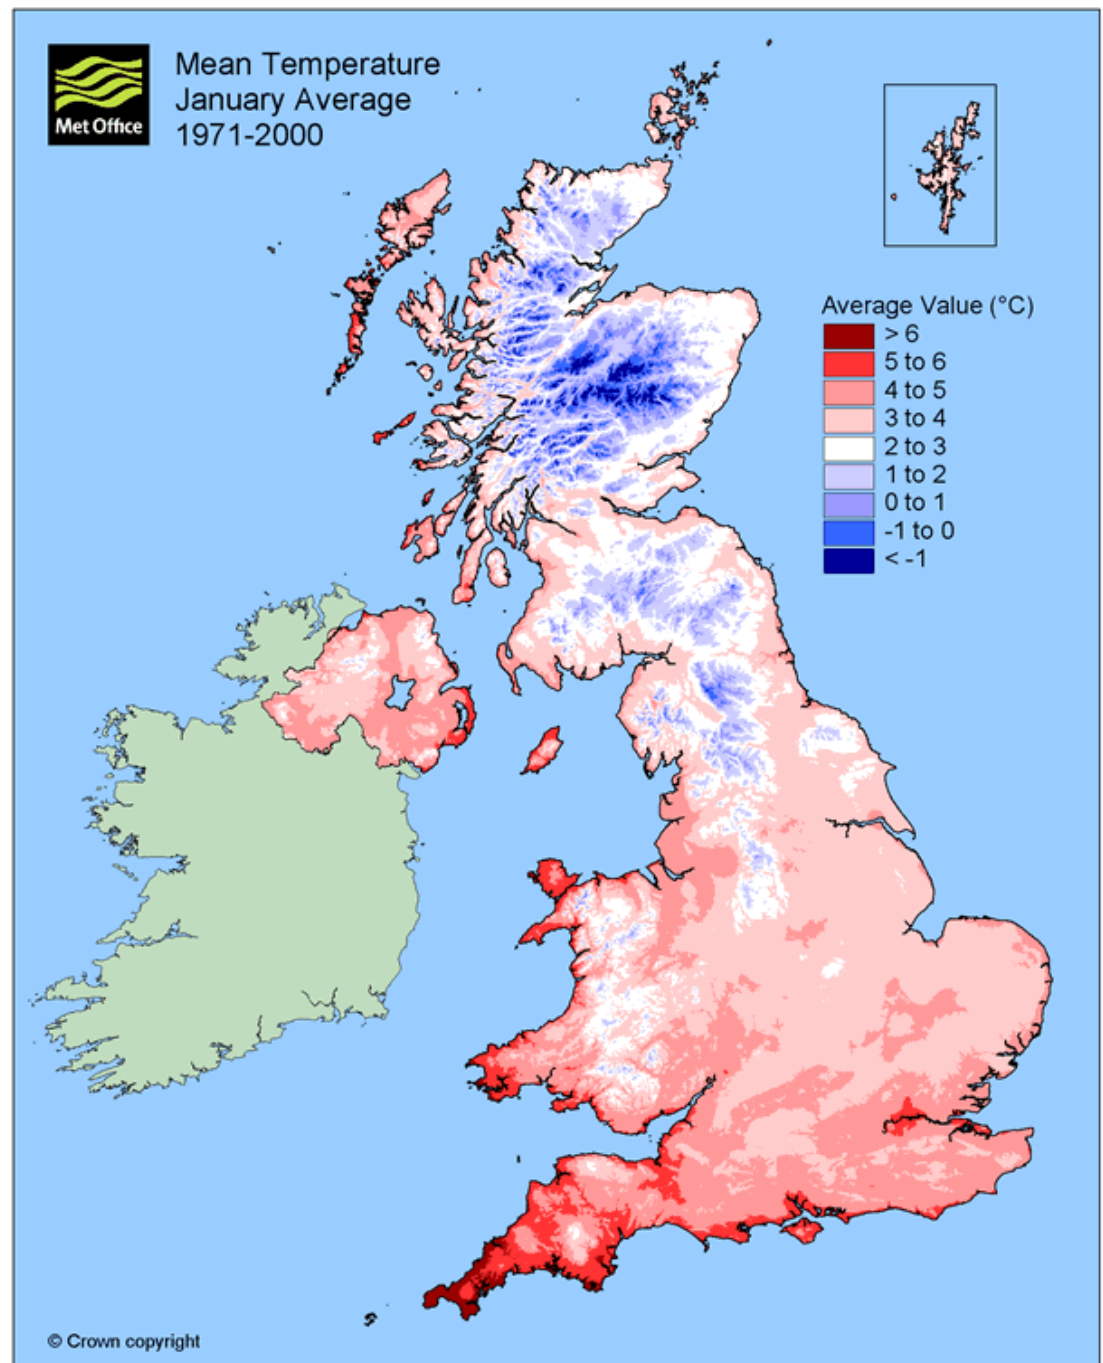 Met Office
Mean Temperature
January Average
1971-2000
Average Value (°C)
> 6
5 to 6
4 to 5
3 to 4
2 to 3
1 to 2
0 to 1
-1 to 0
< -1
© Crown copyright